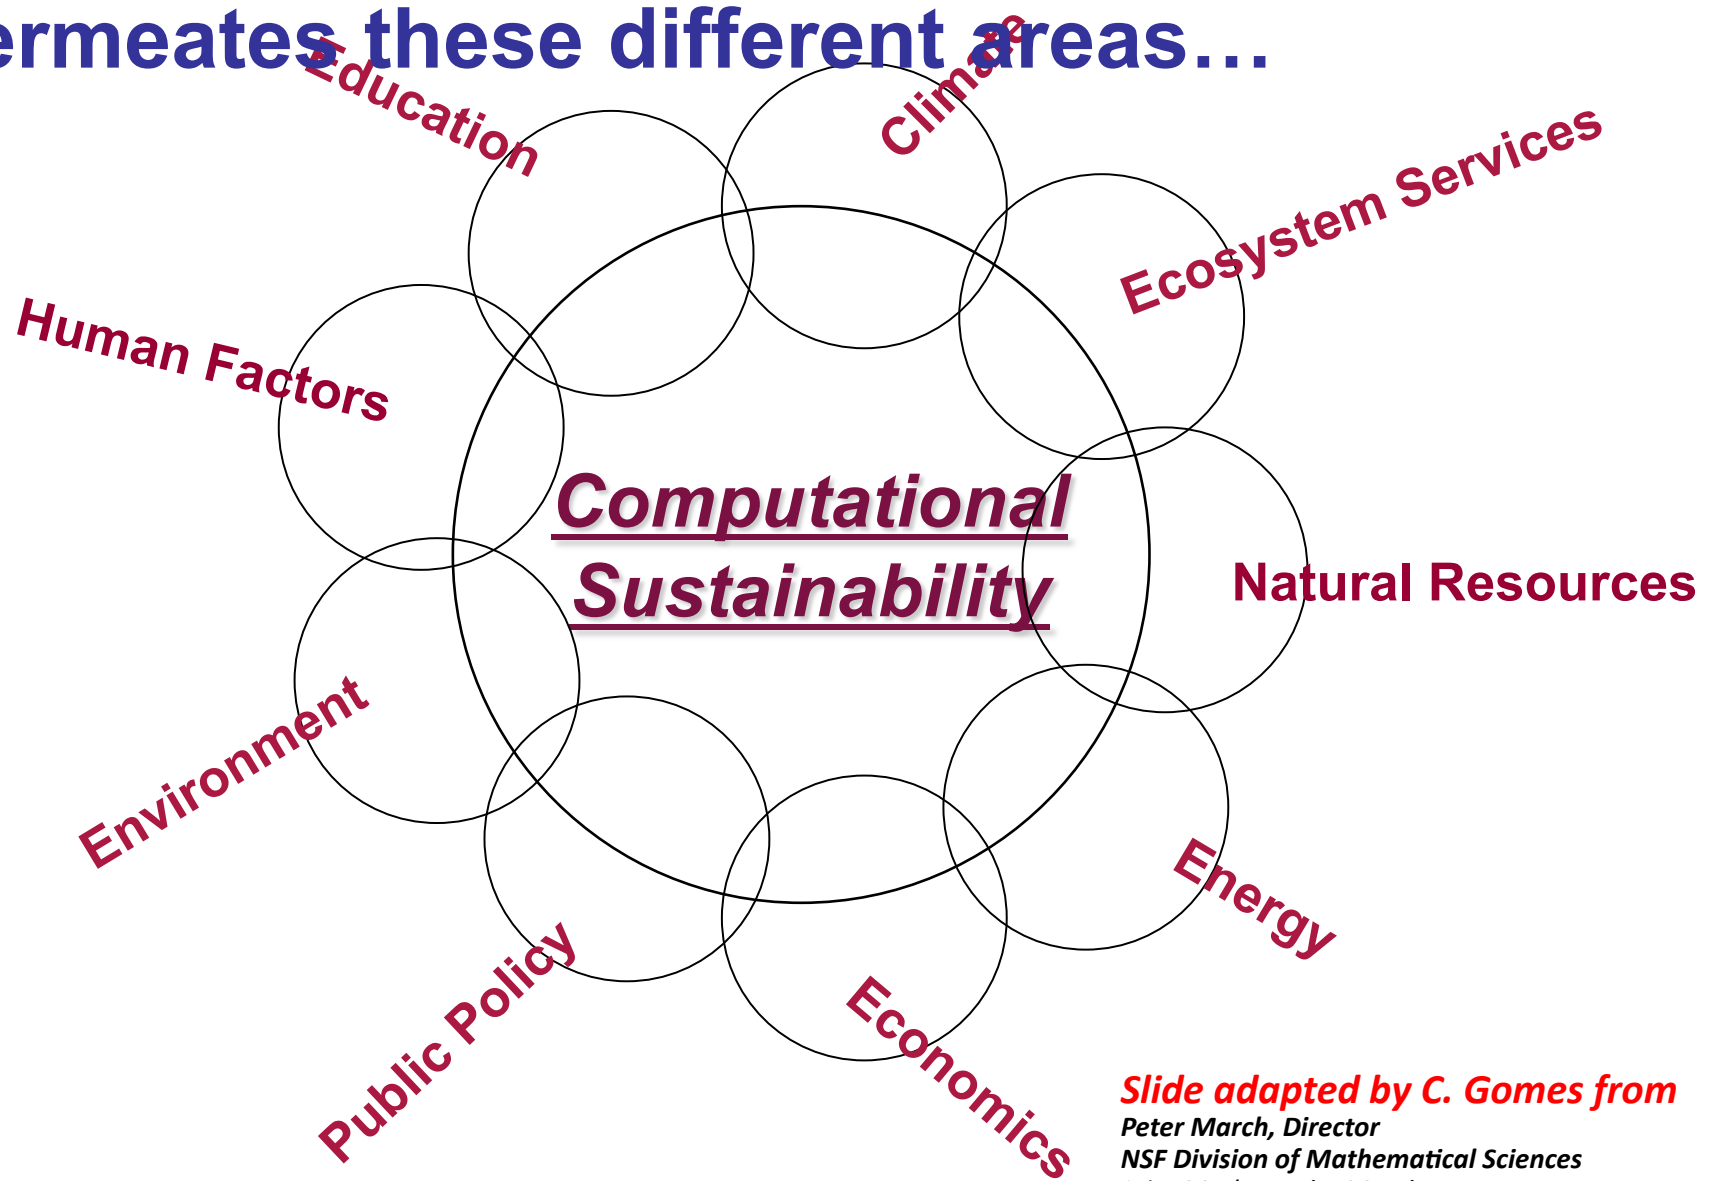 ermeates these different areas…
Education
Climate
Ecosystem Services
Human Factors
Computational
Sustainability
Natural Resources
Environment
Energy
Public Policy
Economics
Slide adapted by C. Gomes from
Peter March, Director
NSF Division of Mathematical Sciences